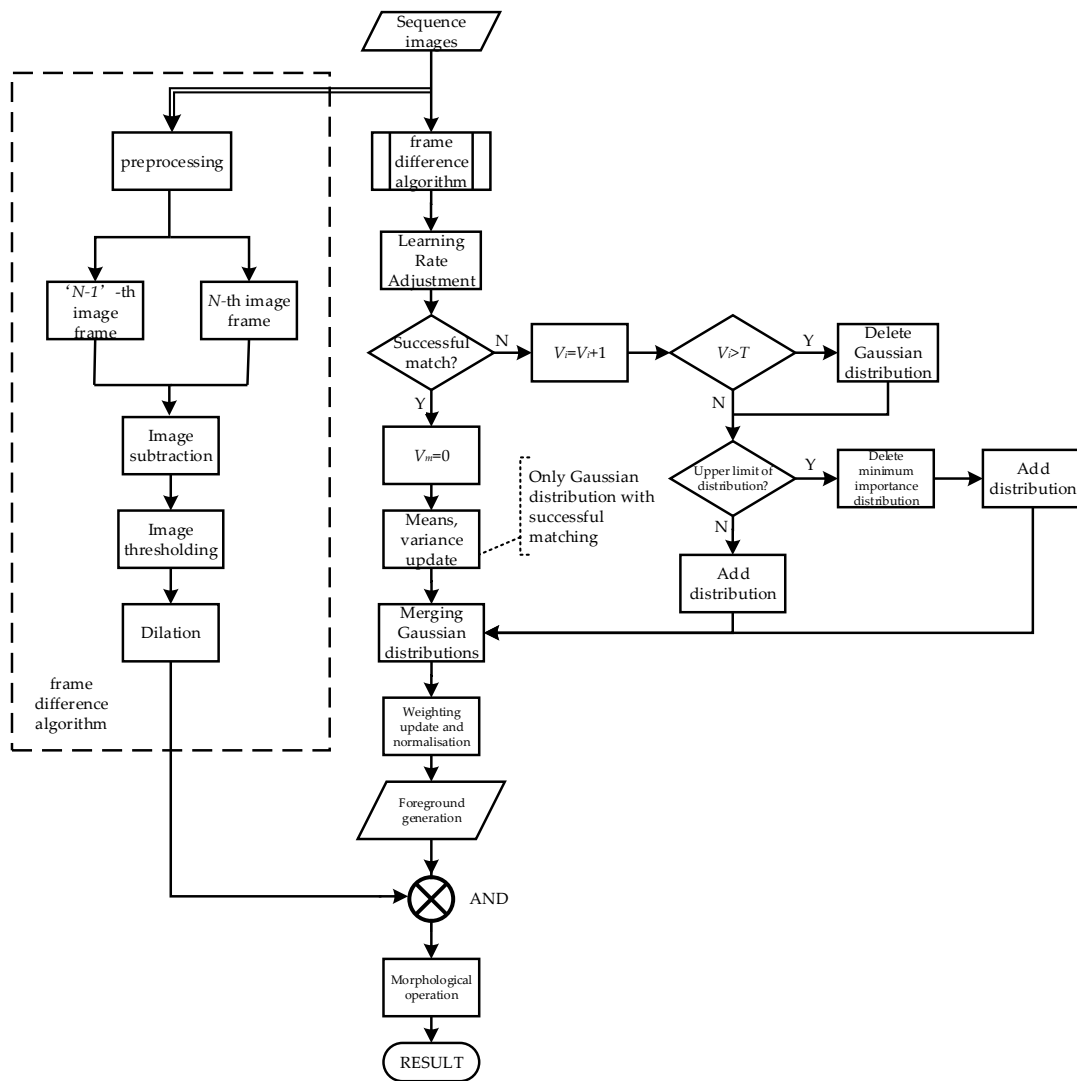 Sequence
images
preprocessing
frame
difference
algorithm
Learning
Rate
Adjustment
‘N-1’ -th
image
frame
N-th image
frame
Successful
match?
N
Vi=Vi+1
Vi>T
Y
Delete
Gaussian
distribution
Y
N
Image
subtraction
Vm=0
Only Gaussian
distribution with
successful
matching
Upper limit of
distribution?
Y
Delete
minimum
importance
distribution
Add
distribution
Image
thresholding
Means,
variance
update
N
Add
distribution
Dilation
Merging
Gaussian
distributions
frame
difference
algorithm
Weighting
update and
normalisation
Foreground
generation
AND
Morphological
operation
RESULT